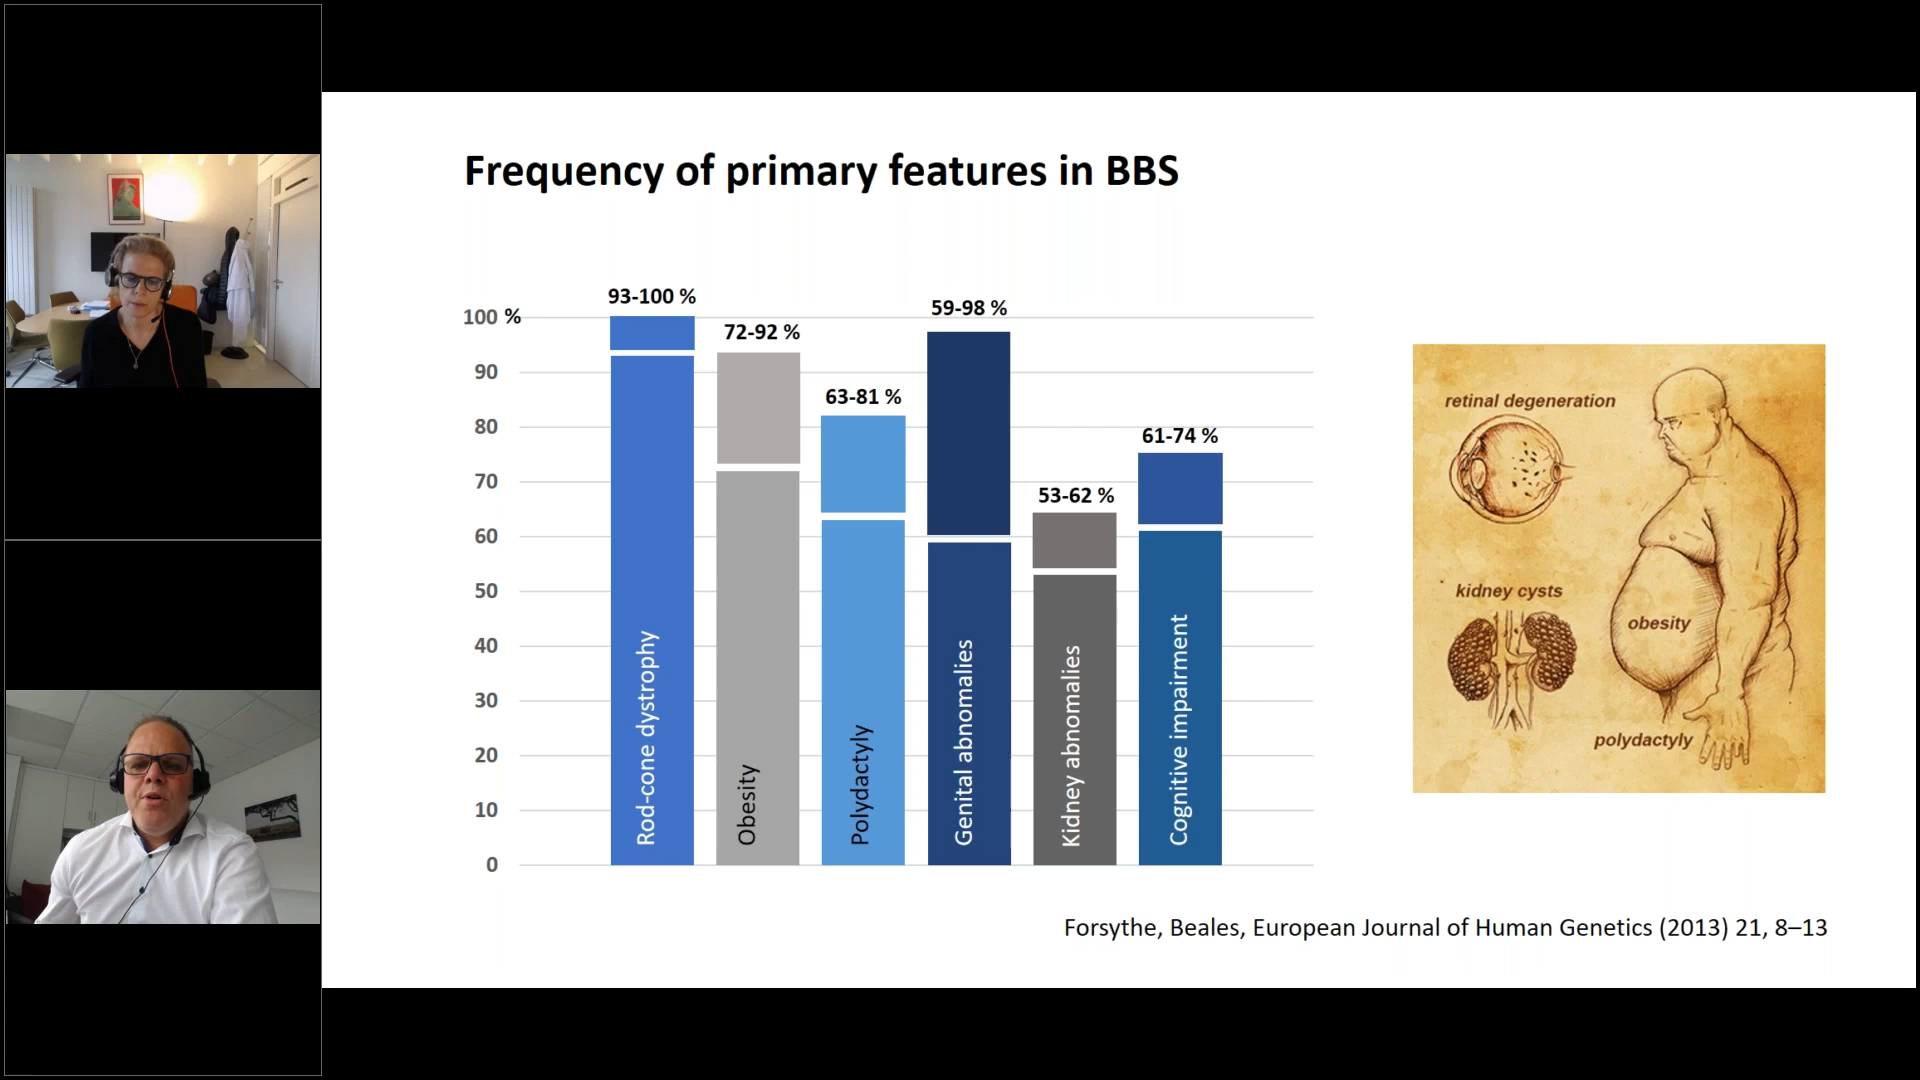 Frequency of primary features in BBS
93-100 %
72-92 %
63-81 %
59-98 %
53-62 %
61-74 %
100 %
90
80
70
60
50
40
30
20
10
0
Rod-cone dystrophy
Obesity
Polydactyly
Genital abnomalies
Kidney abnomalies
Cognitive impairment
retinal degeneration
kidney cysts
obesity
polydactyly
Forsythe, Beales, European Journal of Human Genetics (2013) 21, 8–13